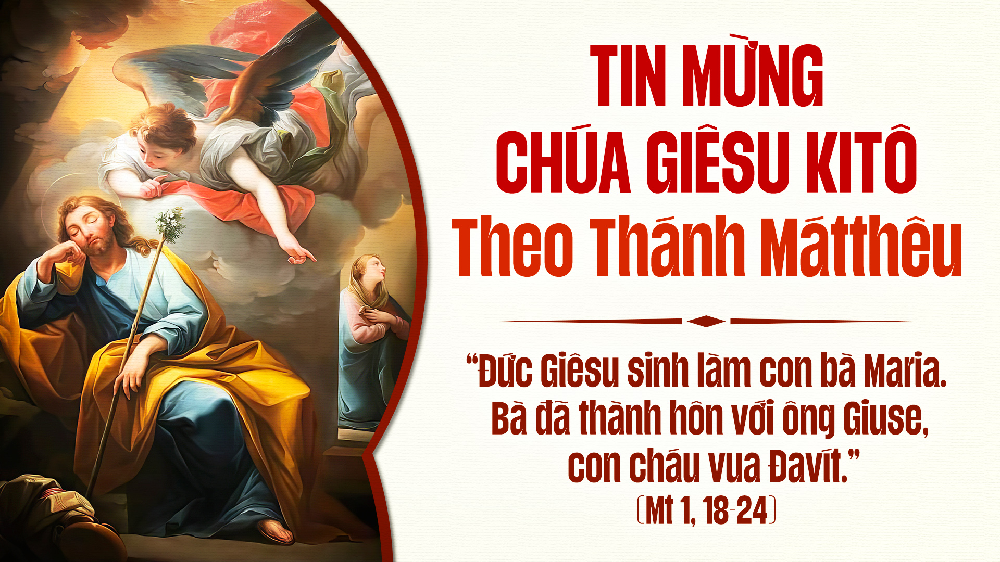 TIN MỪNG
CHÚA GIÊSU KITÔ
Theo Thánh Mátthêu
“Đức Giêsu sinh làm con bà Maria.
Bà đã thành hôn với ông Giuse,
con cháu vua Đavít.”
(Mt 1, 18-24)